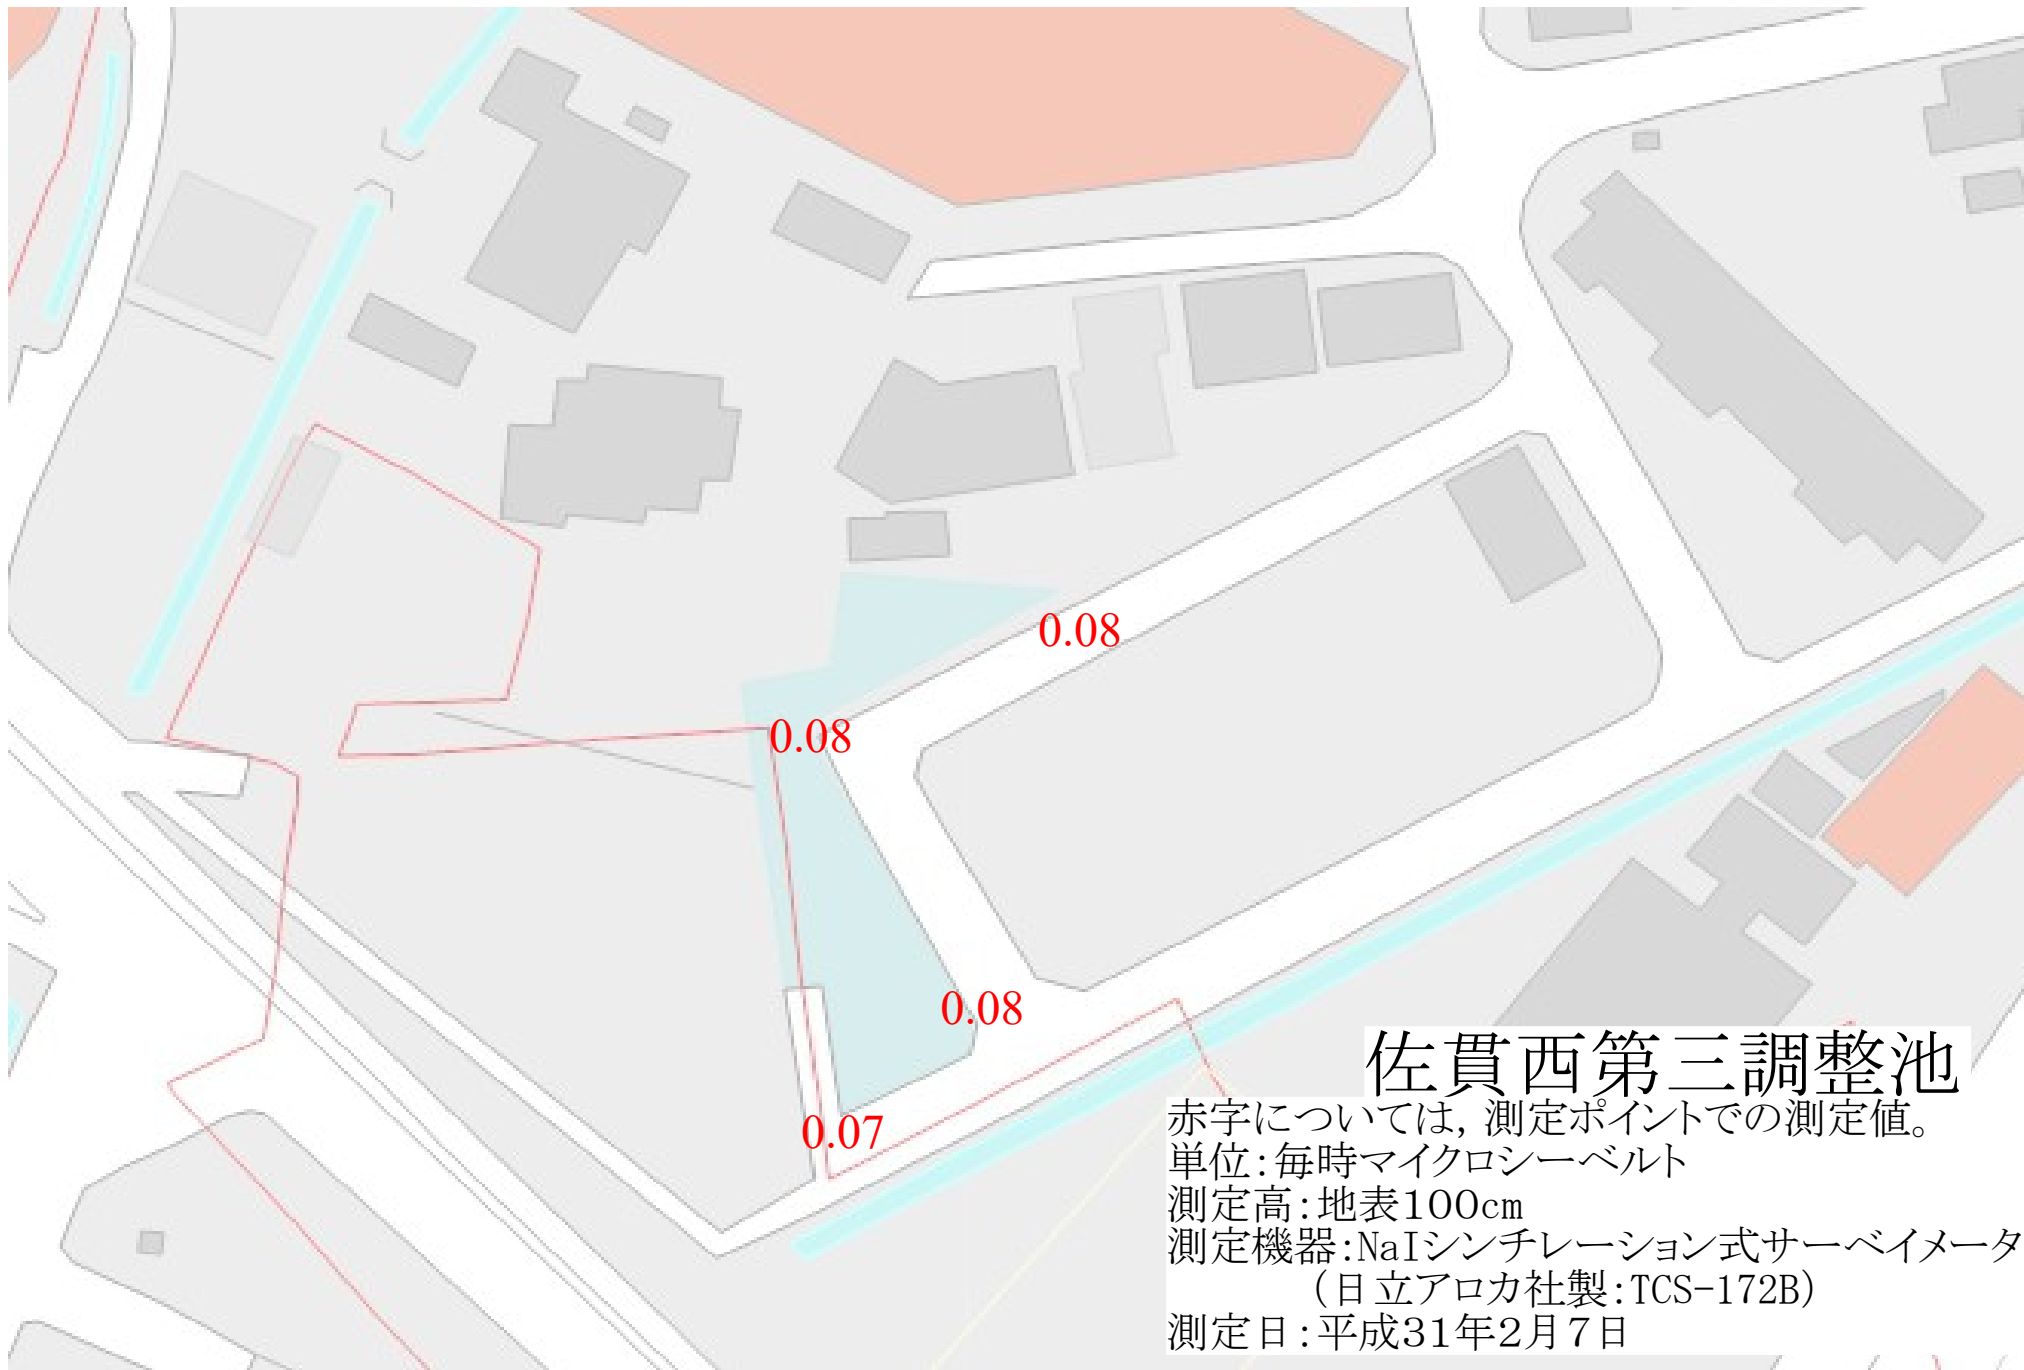 0.08
0.08
0.08
0.07
佐貫西第三調整池
赤字については，測定ポイントでの測定値。
単位：毎時マイクロシーベルト
測定高：地表100cm
測定機器：NaIシンチレーション式サーベイメータ
（日立アロカ社製：TCS-172B）
測定日：平成31年2月7日